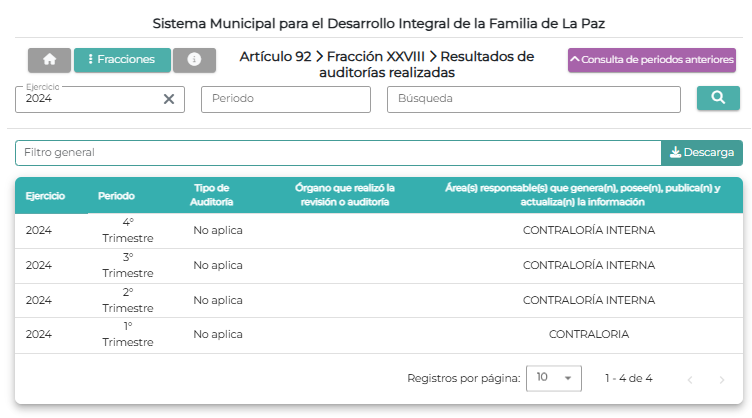 Sistema Municipal para el Desarrollo Integral de la Familia de La Paz
Fracciones
Artículo 92 > Fracción XXVIII > Resultados de
auditorías realizadas
Consulta de periodos anteriores
Ejercicio
2024
Periodo
Búsqueda
Filtro general
Descarga
Ejercicio Periodo Tipo de Auditoría Órgano que realizó la revisión o auditoría Área(s) responsable(s) que genera(n), posee(n), publica(n) y actualiza(n) la información
2024 4° Trimestre No aplica CONTRALORÍA INTERNA
2024 3° Trimestre No aplica CONTRALORÍA INTERNA
2024 2° Trimestre No aplica CONTRALORÍA INTERNA
2024 1° Trimestre No aplica CONTRALORIA
Registros por página: 10 1 - 4 de 4